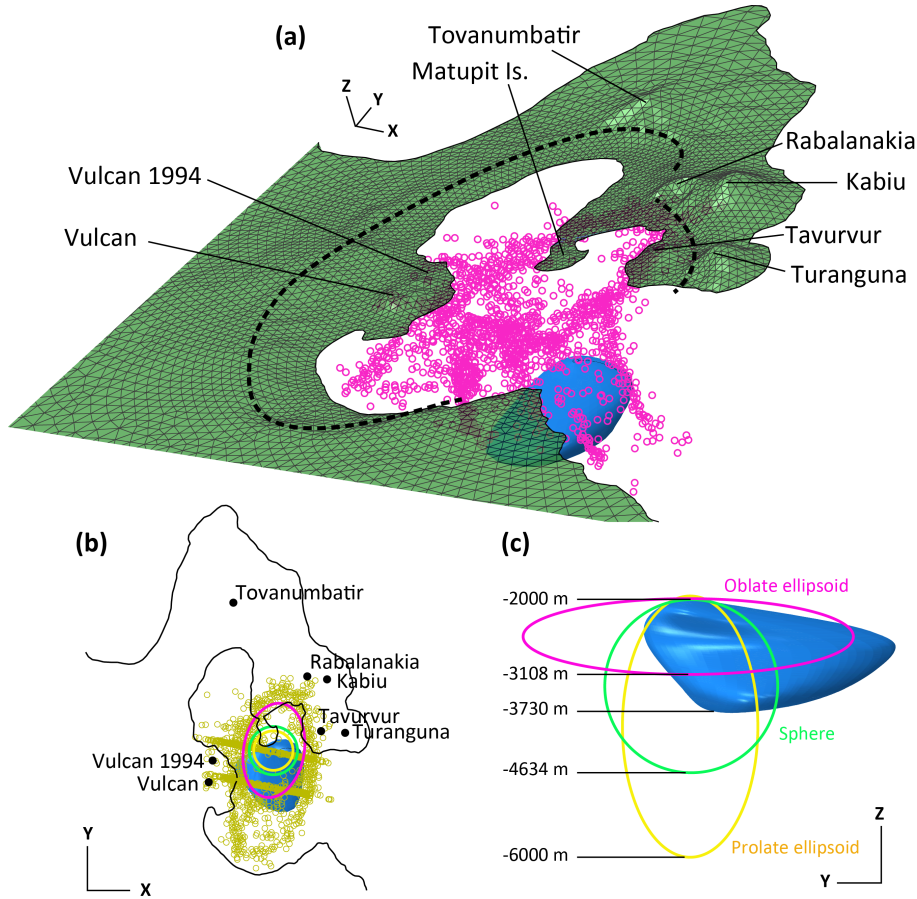 (a)
Tovanumbatir
Matupit Is.
Z
Y
X
Rabalanakia
Vulcan 1994
Kabiu
Vulcan
Tavurvur
Turanguna
(b)
Tovanumbatir
Rabalanakia
Kabiu
Tavurvur
Turanguna
Vulcan 1994
Vulcan
Y
X
(c)
Oblate ellipsoid
-2000 m
-3108 m
-3730 m
Sphere
-4634 m
Z
Prolate ellipsoid
-6000 m
Y